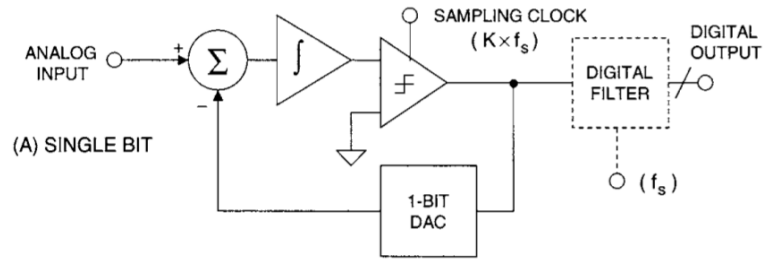 SAMPLING CLOCK
(K×fs)
ANALOG
INPUT
+
Σ
∫
−
DIGITAL
FILTER
DIGITAL
OUTPUT
(A) SINGLE BIT
1-BIT
DAC
(fs)